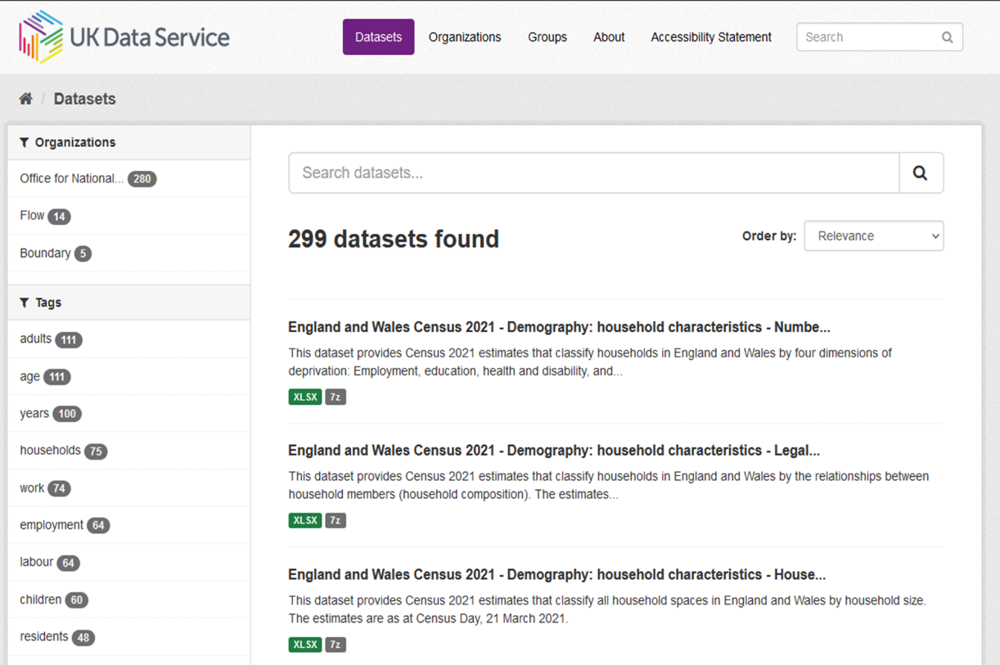 UK Data Service
Datasets
Organizations
Groups
About
Accessibility Statement
Search
/ Datasets
Organizations
Office for National... 280
Flow 14
Boundary 5
Tags
adults 111
age 111
years 100
households 75
work 74
employment 64
labour 64
children 60
residents 48
Search datasets...
299 datasets found
Order by: Relevance
England and Wales Census 2021 - Demography: household characteristics - Numbe...
This dataset provides Census 2021 estimates that classify households in England and Wales by four dimensions of
deprivation: Employment, education, health and disability, and...
XLSX 7z
England and Wales Census 2021 - Demography: household characteristics - Legal...
This dataset provides Census 2021 estimates that classify households in England and Wales by the relationships between
household members (household composition). The estimates...
XLSX 7z
England and Wales Census 2021 - Demography: household characteristics - House...
This dataset provides Census 2021 estimates that classify all household spaces in England and Wales by household size.
The estimates are as at Census Day, 21 March 2021.
XLSX 7z